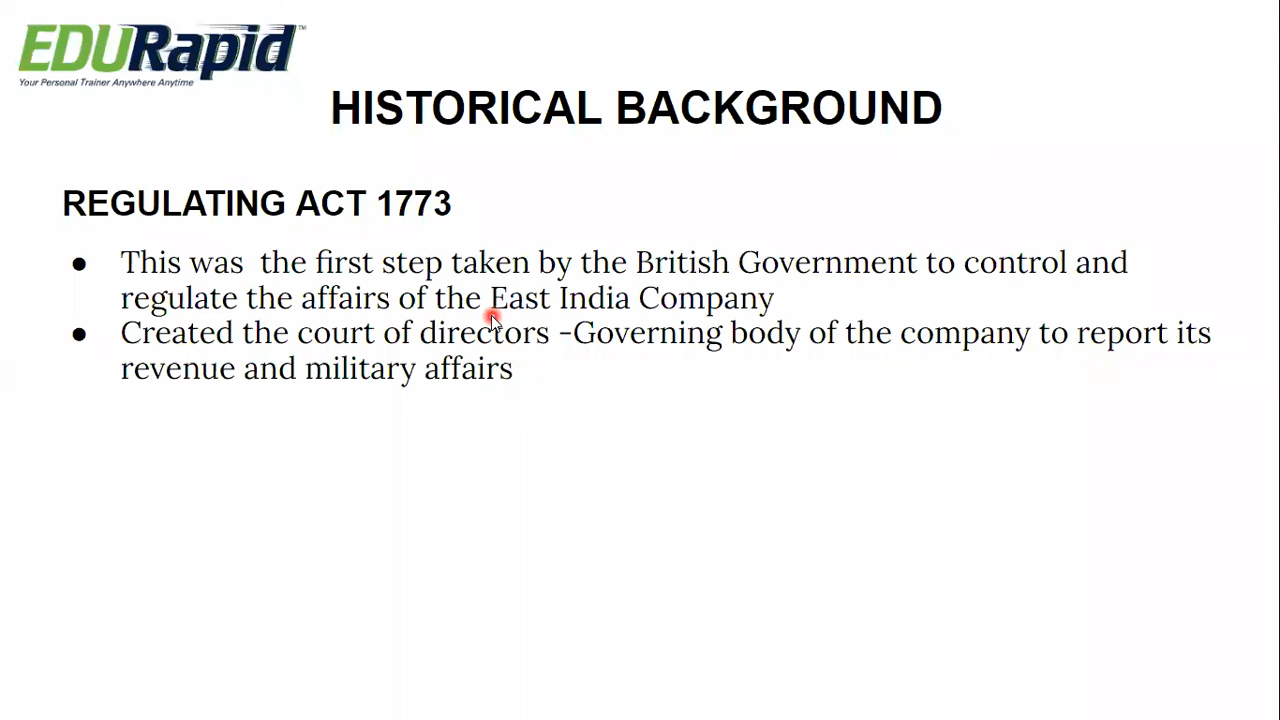 EDURapid™
Your Personal Trainer Anywhere Anytime
HISTORICAL BACKGROUND
REGULATING ACT 1773
● This was  the first step taken by the British Government to control and
regulate the affairs of the East India Company
● Created the court of directors -Governing body of the company to report its
revenue and military affairs